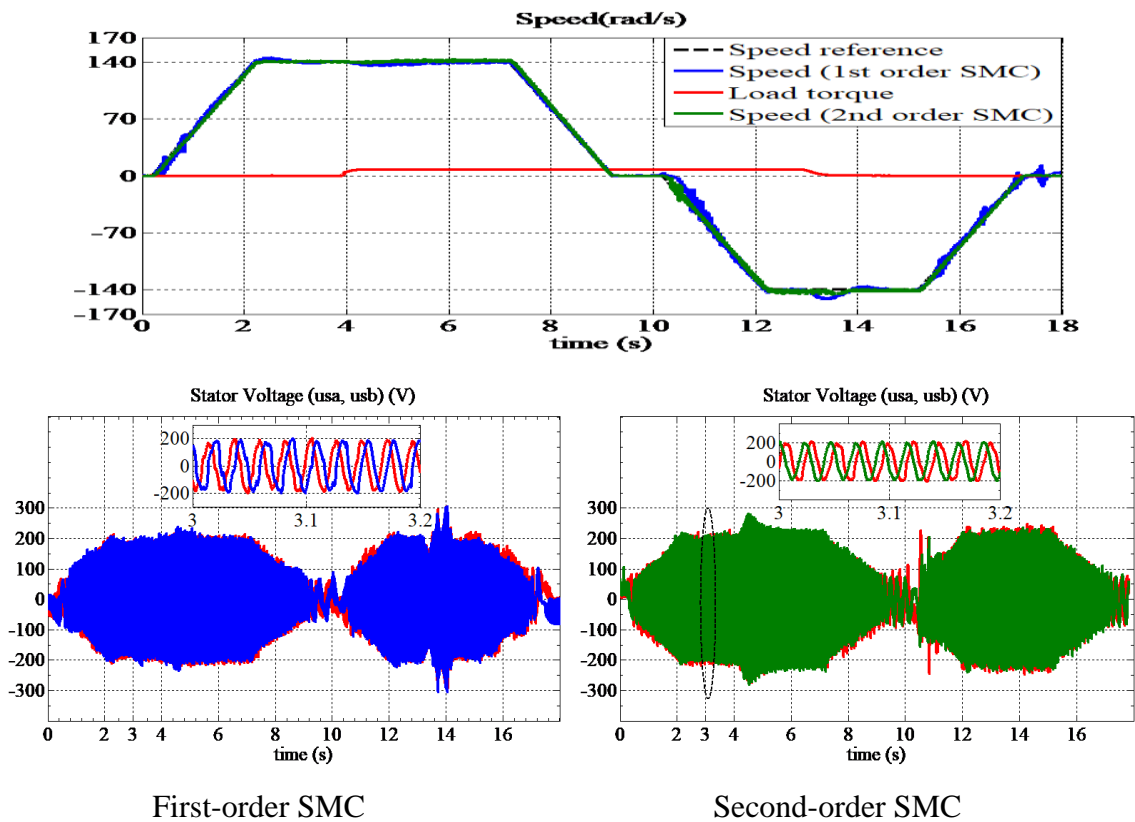 Speed(rad/s)
170
140
70
0
-70
-140
-170
Speed reference
Speed (1st order SMC)
Load torque
Speed (2nd order SMC)
0 2 4 6 8 10 12 14 16 18
time (s)
Stator Voltage (usa, usb) (V)
200
0
-200
3 3.1 3.2
300
200
100
0
-100
-200
-300
0 2 3 4 6 8 10 12 14 16
time (s)
First-order SMC
Stator Voltage (usa, usb) (V)
200
0
-200
3 3.1 3.2
300
200
100
0
-100
-200
-300
0 2 3 4 6 8 10 12 14 16
time (s)
Second-order SMC